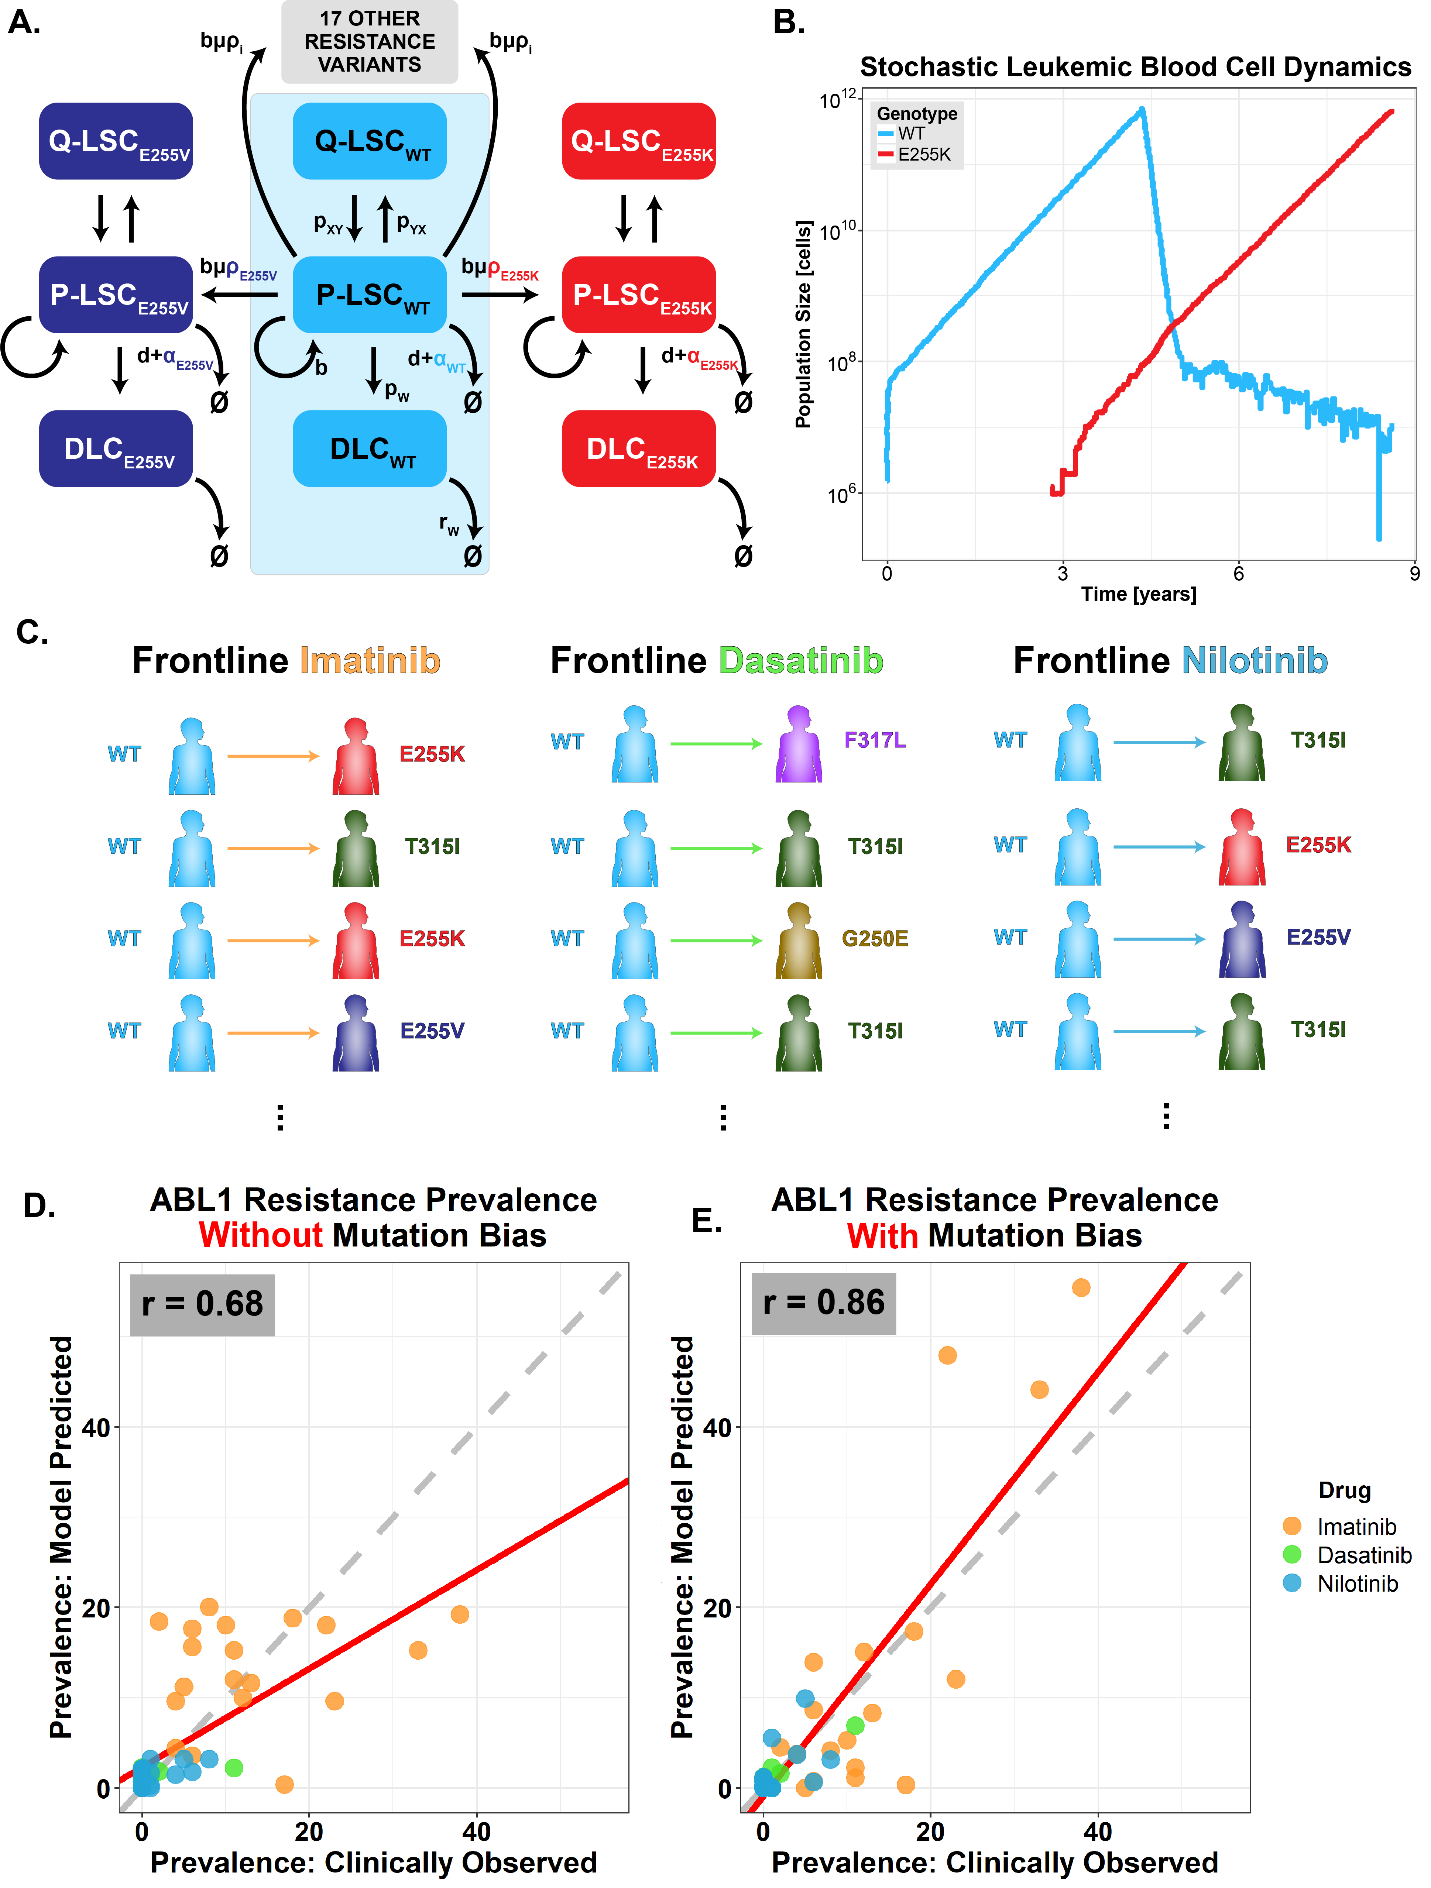 A.
17 OTHER
RESISTANCE
VARIANTS
bμρi
bμρi
Q-LSCE255V
Q-LSCWT
Q-LSCE255K
pXY
pYX
bμρE255V
bμρE255K
P-LSCE255V
P-LSCWT
P-LSCE255K
d+αE255V
b
d+αWT
d+αE255K
pW
Ø
Ø
Ø
DLCE255V
DLCWT
DLCE255K
rW
Ø
Ø
Ø
B.
Stochastic Leukemic Blood Cell Dynamics
Genotype
WT
E255K
Population Size [cells]
10^12
10^10
10^8
10^6
0
3
6
9
Time [years]
C.
Frontline Imatinib
WT
E255K
WT
T315I
WT
E255K
WT
E255V
...
Frontline Dasatinib
WT
F317L
WT
T315I
WT
G250E
WT
T315I
...
Frontline Nilotinib
WT
T315I
WT
E255K
WT
E255V
WT
T315I
...
D.
ABL1 Resistance Prevalence
Without Mutation Bias
r = 0.68
Prevalence: Model Predicted
40
20
0
0
20
40
Prevalence: Clinically Observed
E.
ABL1 Resistance Prevalence
With Mutation Bias
r = 0.86
Prevalence: Model Predicted
40
20
0
0
20
40
Prevalence: Clinically Observed
Drug
Imatinib
Dasatinib
Nilotinib